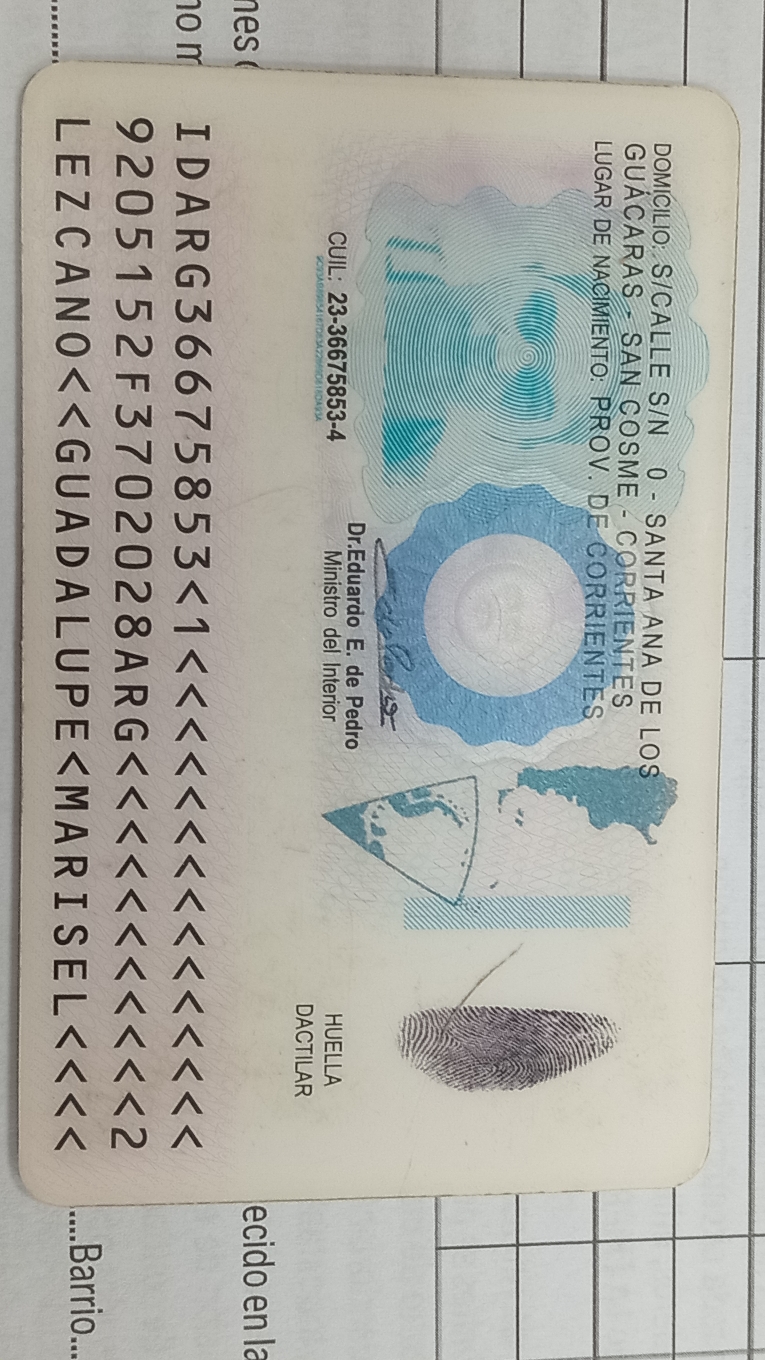 DOMICILIO: S/CALLE S/N 0 - SANTA ANA DE LOS
GUÁCARAS - SAN COSME - CORRIENTES
LUGAR DE NACIMIENTO: PROV. DE CORRIENTES
CUIL: 23-36675853-4
Dr.Eduardo E. de Pedro
Ministro del Interior
HUELLA
DACTILAR
IDARG36675853<1<<<<<<<<<<<<<<<
9205152F3702028ARG<<<<<<<<<<<2
LEZCANO<<GUADALUPE<MARISEL<<<<
ecido en la
.....Barrio...